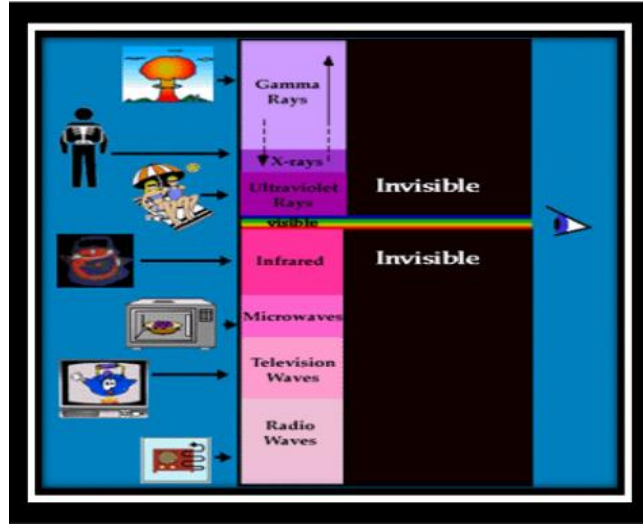 Gamma
Rays
X-rays
Ultraviolet
Rays
Invisible
visible
Infrared
Invisible
Microwaves
Television
Waves
Radio
Waves